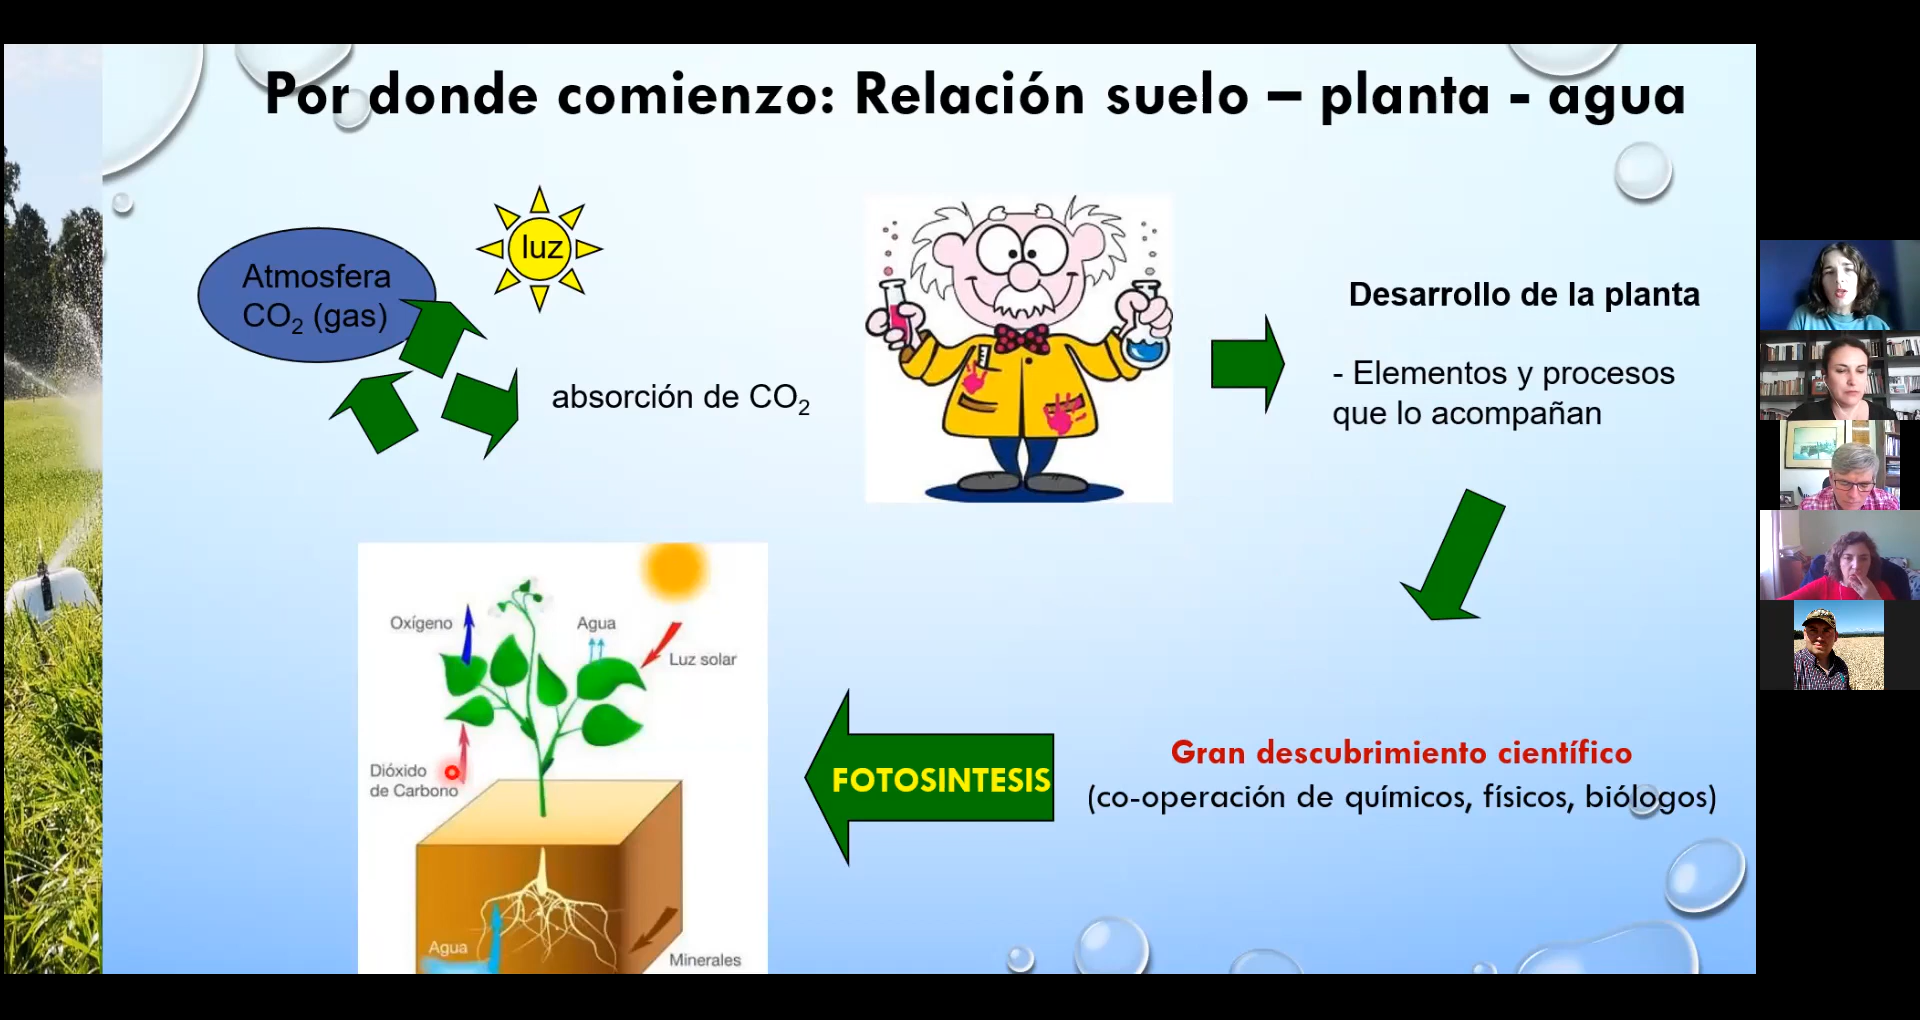 Por donde comienzo: Relación suelo – planta - agua
Atmosfera
CO₂ (gas)
luz
absorción de CO₂
Desarrollo de la planta
- Elementos y procesos
que lo acompañan
Gran descubrimiento científico
(co-operación de químicos, físicos, biólogos)
FOTOSINTESIS
Oxígeno
Agua
Luz solar
Dióxido
de Carbono
Agua
Minerales